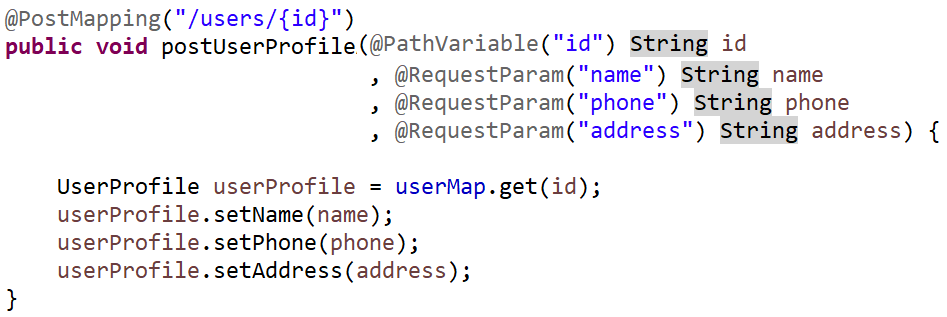 @PostMapping("/users/{id}")
public void postUserProfile(@PathVariable("id") String id
, @RequestParam("name") String name
, @RequestParam("phone") String phone
, @RequestParam("address") String address) {
UserProfile userProfile = userMap.get(id);
userProfile.setName(name);
userProfile.setPhone(phone);
userProfile.setAddress(address);
}